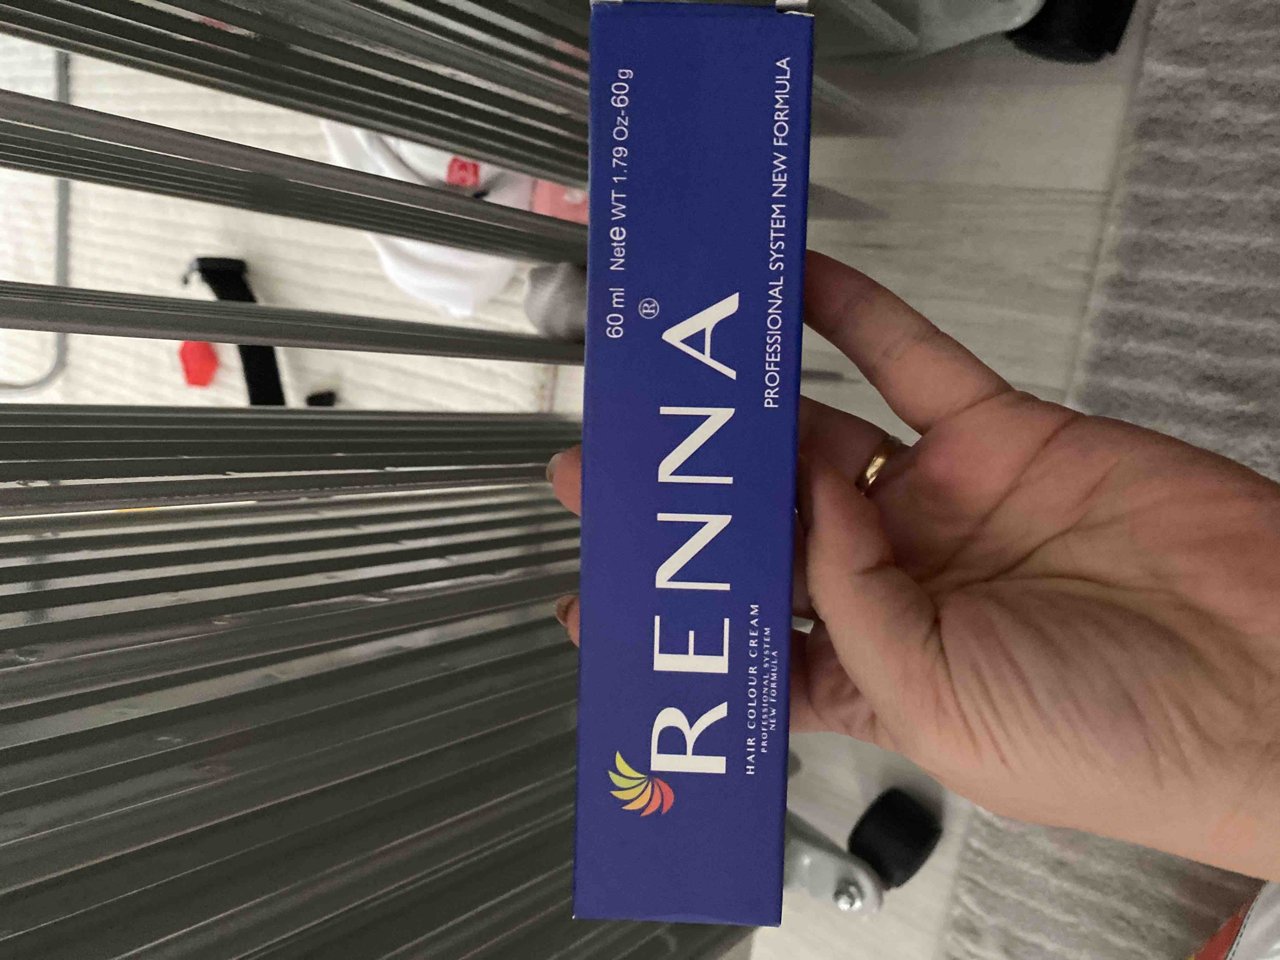 RENNA®
HAIR COLOUR CREAM
PROFESSIONAL SYSTEM
NEW FORMULA
60 ml Nete WT 1.79 Oz-60g
PROFESSIONAL SYSTEM NEW FORMULA